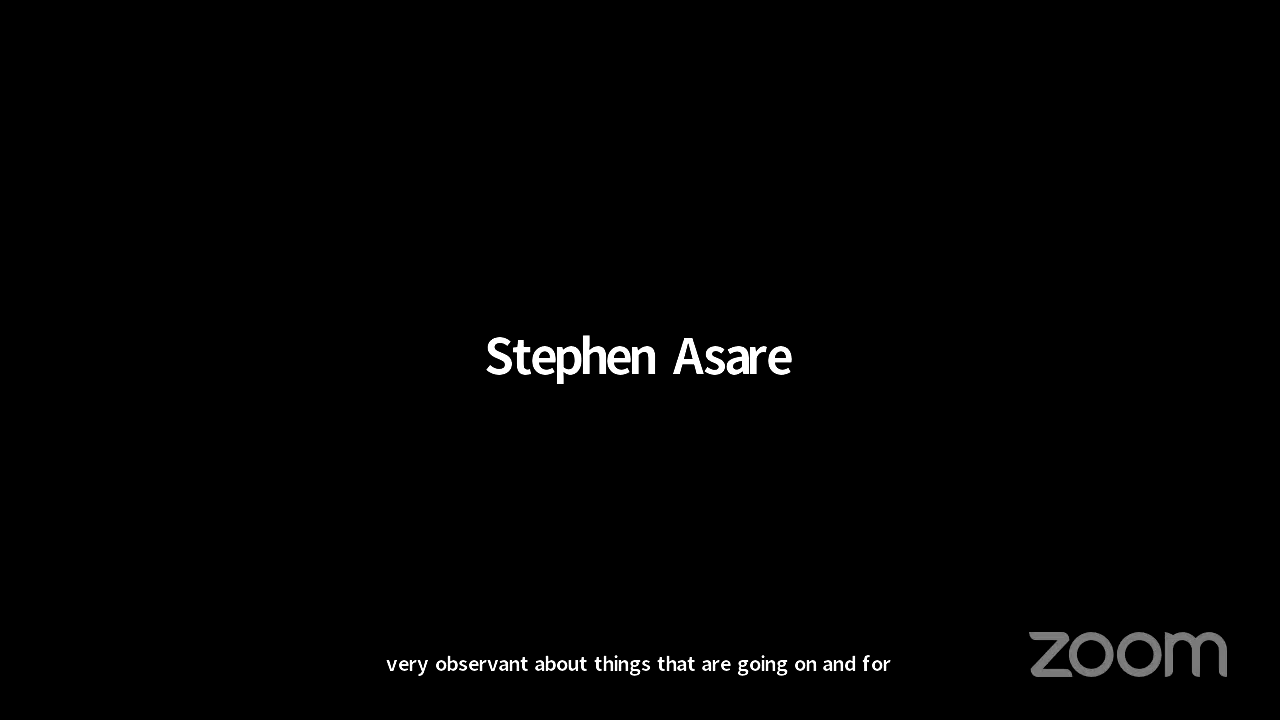 Stephen Asare
very observant about things that are going on and for
zoom